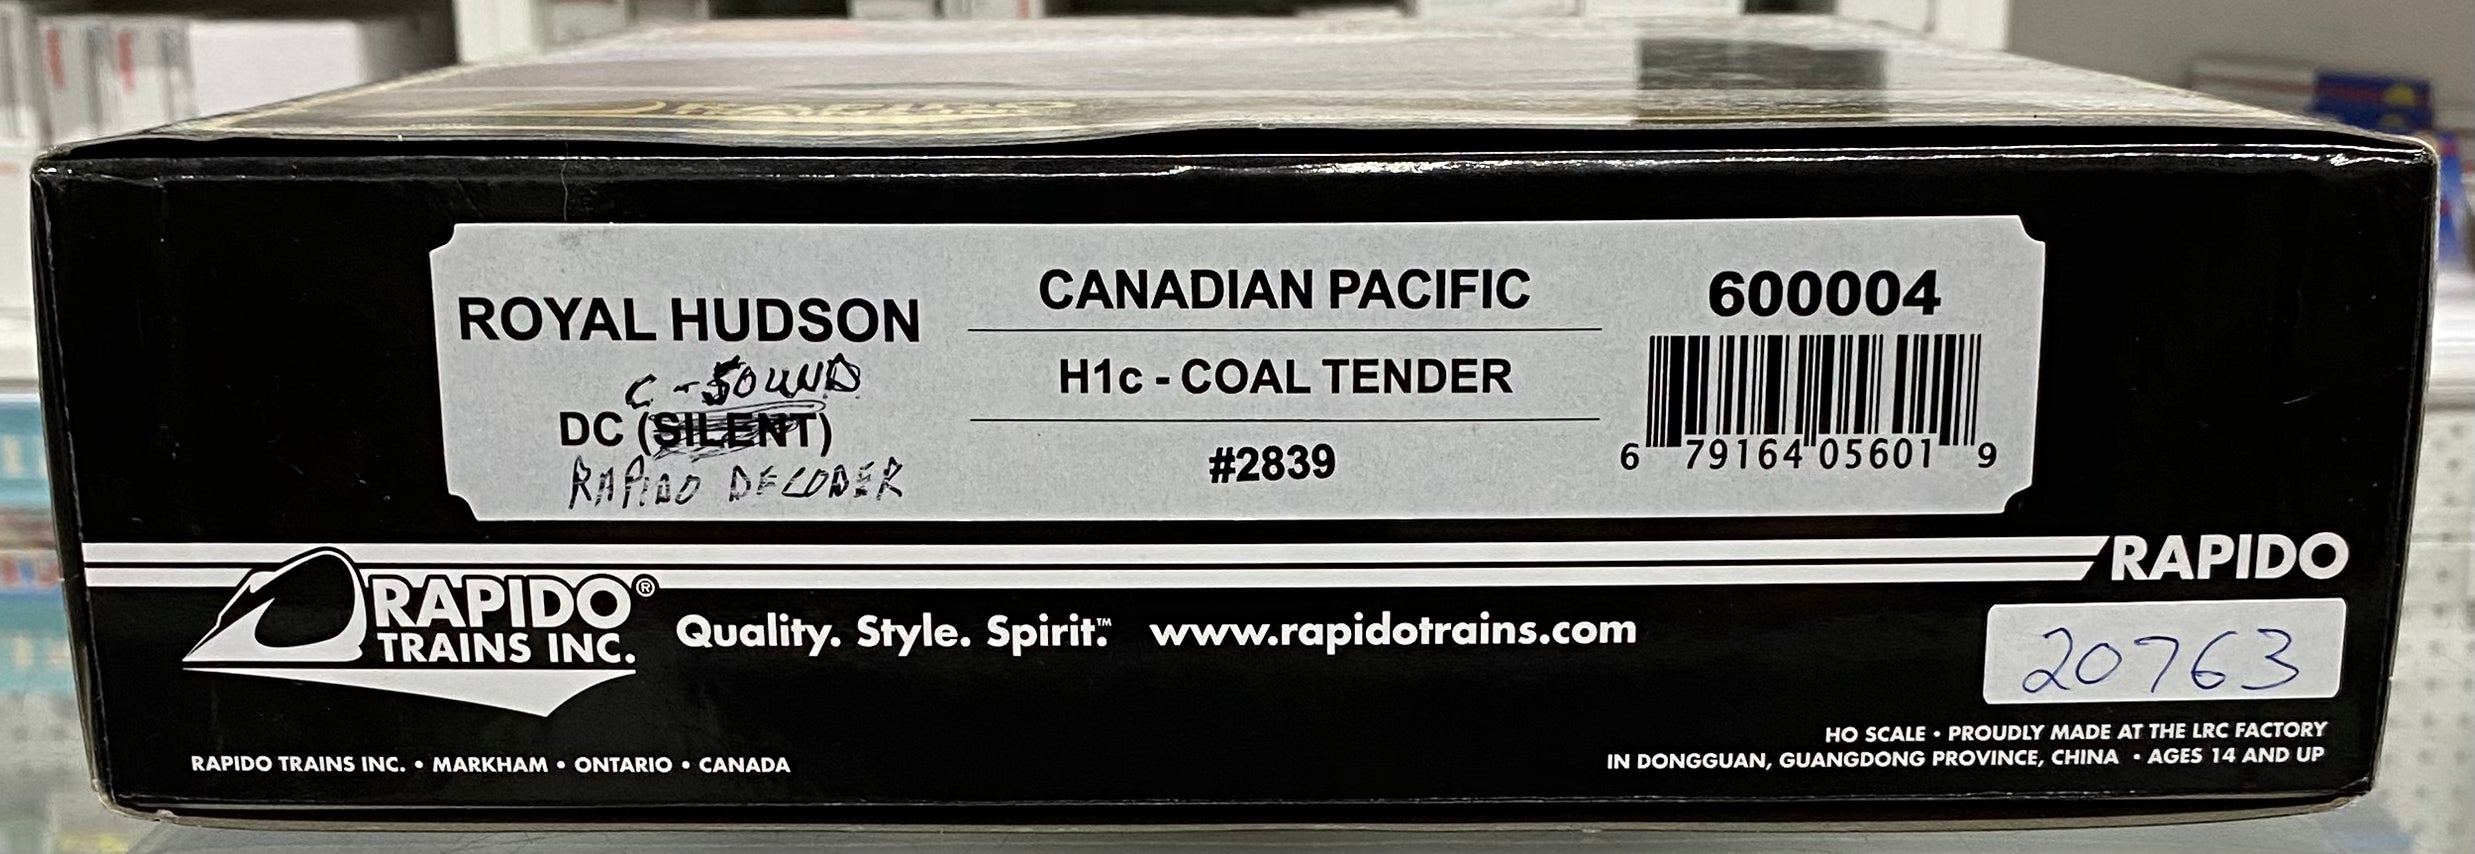 ROYAL HUDSON
C-SOUND
DC (SILENT)
RAPIDO DECODER
CANADIAN PACIFIC
H1c - COAL TENDER
#2839
600004
6 79164 05601 9
RAPIDO
RAPIDO®
TRAINS INC.
Quality. Style. Spirit.™ www.rapidotrains.com
20763
RAPIDO TRAINS INC. • MARKHAM • ONTARIO • CANADA
HO SCALE • PROUDLY MADE AT THE LRC FACTORY
IN DONGGUAN, GUANGDONG PROVINCE, CHINA • AGES 14 AND UP